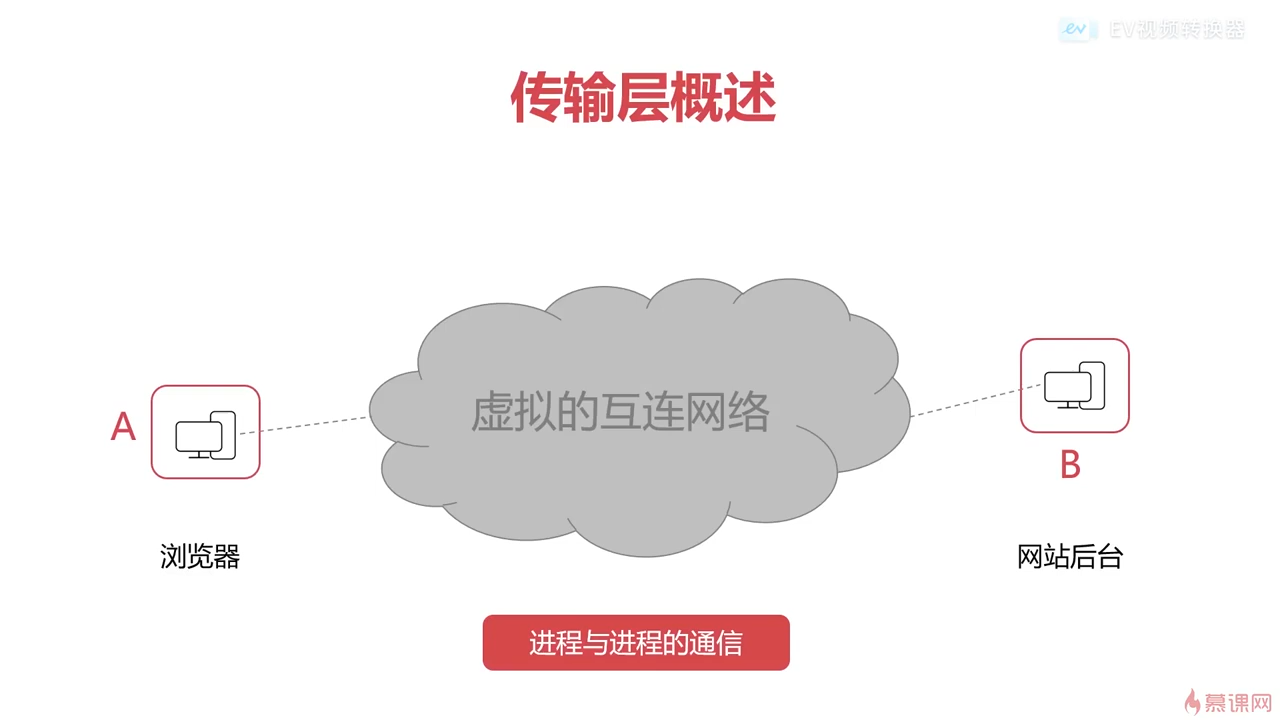 EV视频转换器
传输层概述
虚拟的互连网络
A
B
浏览器
网站后台
进程与进程的通信
慕课网